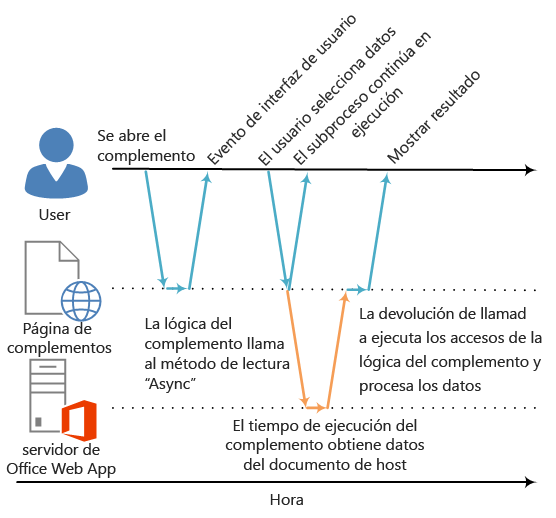 Se abre el
complemento
Evento de interfaz de usuario
El usuario selecciona datos
El subproceso continúa en
ejecución
Mostrar resultado
User
Página de
complementos
La lógica del
complemento llama
al método de lectura
“Async”
La devolución de llamad
a ejecuta los accesos de la
lógica del complemento y
procesa los datos
servidor de
Office Web App
El tiempo de ejecución del
complemento obtiene datos
del documento de host
Hora